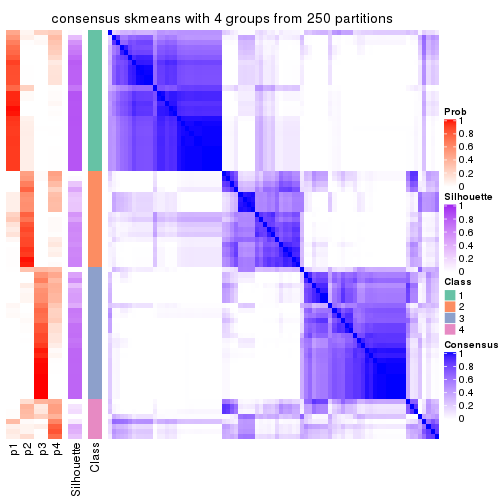 consensus skmeans with 4 groups from 250 partitions
Prob
1
0.8
0.6
0.4
0.2
0
Silhouette
1
0.8
0.6
0.4
0.2
0
Class
1
2
3
4
Consensus
1
0.8
0.6
0.4
0.2
0
p1
p2
p3
p4
Silhouette
Class